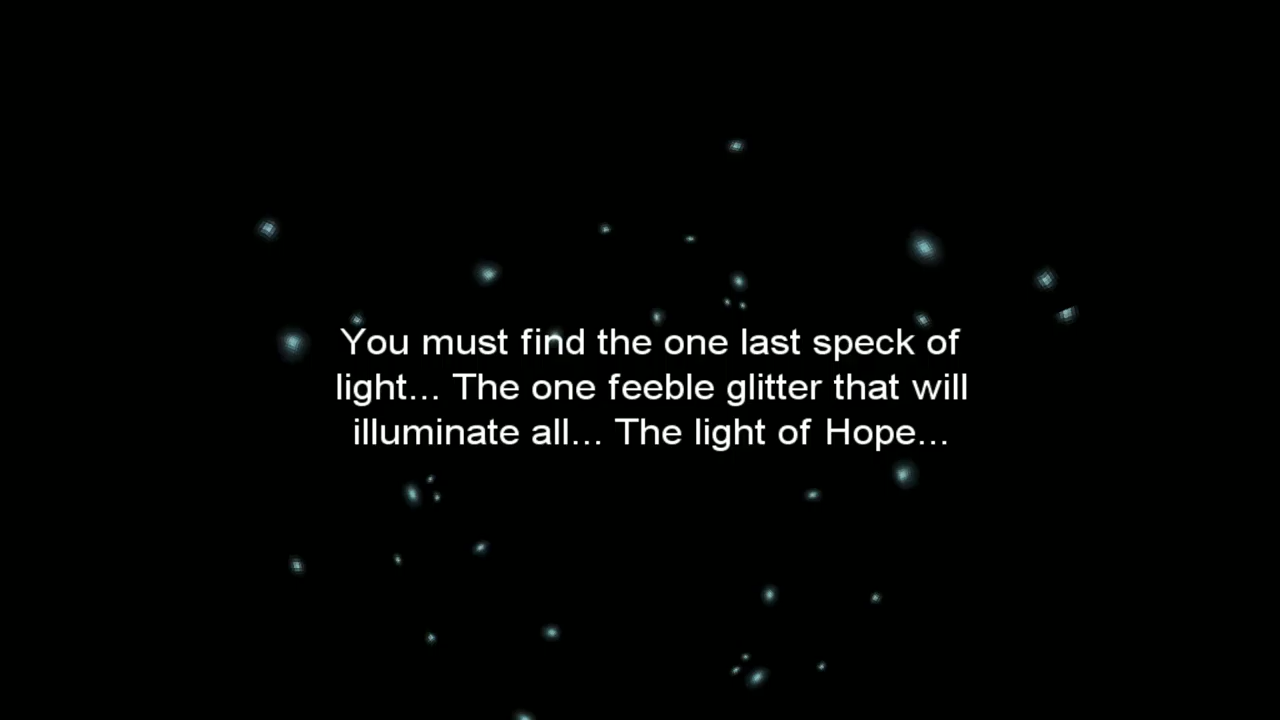 You must find the one last speck of
light... The one feeble glitter that will
illuminate all... The light of Hope...